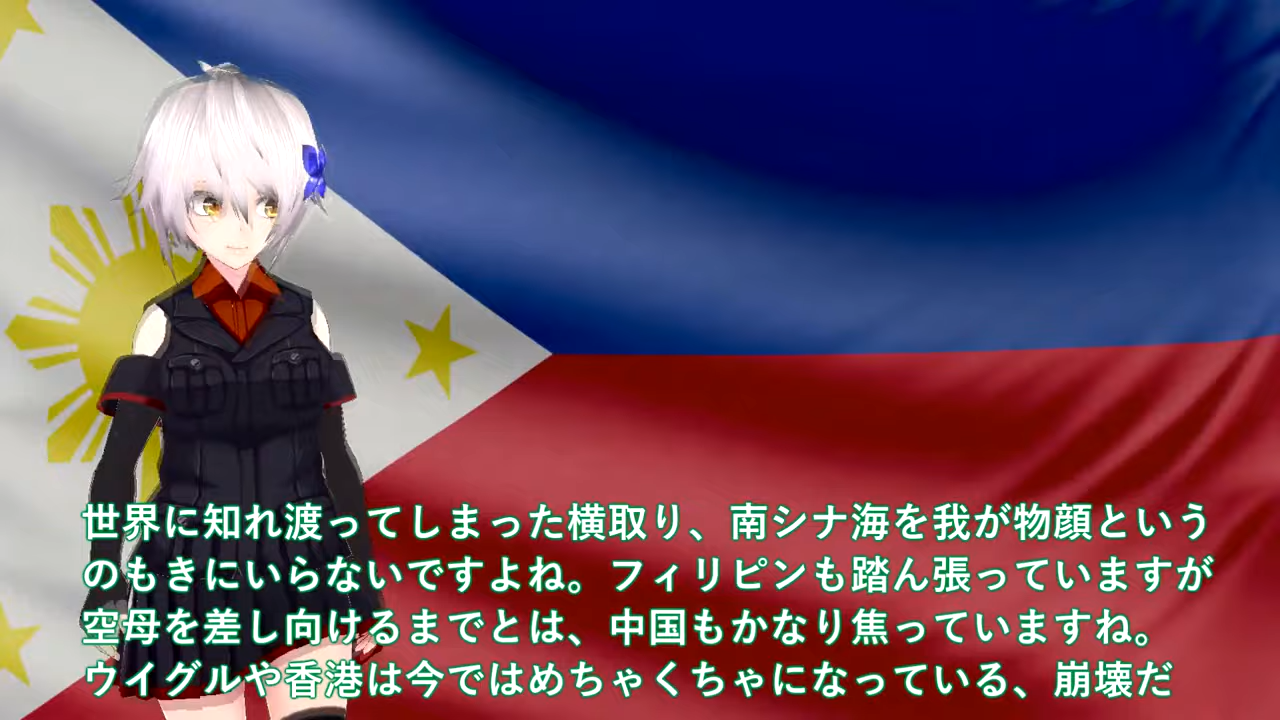 世界に知れ渡ってしまった横取り、南シナ海を我が物顔という
のもきにいらないですよね。フィリピンも踏ん張っていますが
空母を差し向けるまでとは、中国もかなり焦っていますね。
ウイグルや香港は今ではめちゃくちゃになっている、崩壊だ